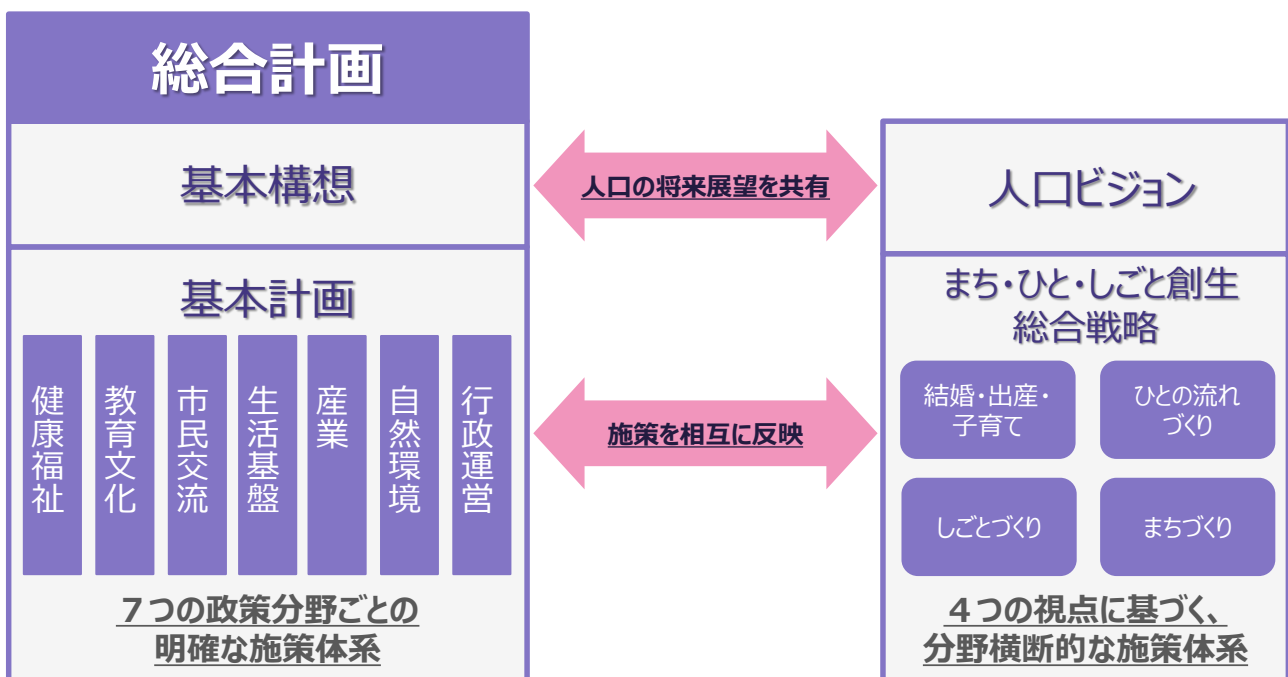 総合計画
基本構想
基本計画
健康福祉
教育文化
市民交流
生活基盤
産業
自然環境
行政運営
７つの政策分野ごとの
明確な施策体系
人口の将来展望を共有
施策を相互に反映
人口ビジョン
まち・ひと・しごと創生
総合戦略
結婚・出産・
子育て
ひとの流れ
づくり
しごとづくり
まちづくり
４つの視点に基づく、
分野横断的な施策体系